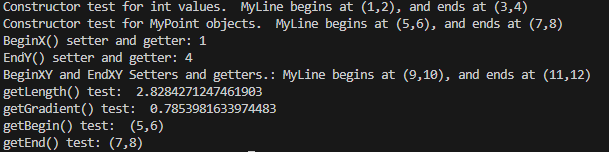 Constructor test for int values.  MyLine begins at (1,2), and ends at (3,4)
Constructor test for MyPoint objects.  MyLine begins at (5,6), and ends at (7,8)
BeginX() setter and getter: 1
EndY() setter and getter: 4
BeginXY and EndXY Setters and getters.: MyLine begins at (9,10), and ends at (11,12)
getLength() test:  2.8284271247461903
getGradient() test:  0.7853981633974483
getBegin() test:  (5,6)
getEnd() test: (7,8)